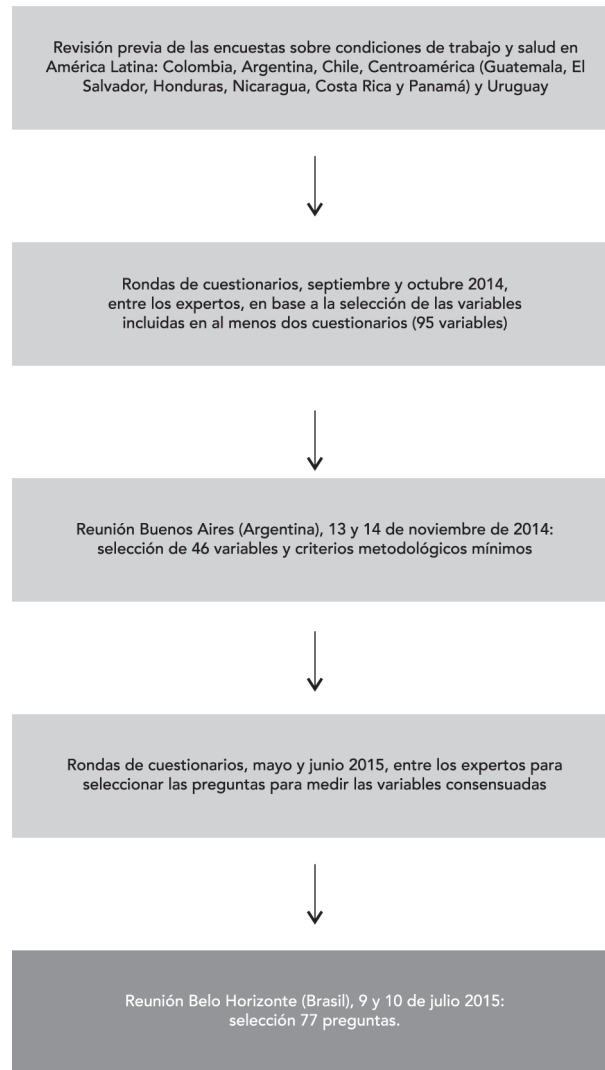 Revisión previa de las encuestas sobre condiciones de trabajo y salud en
América Latina: Colombia, Argentina, Chile, Centroamérica (Guatemala, El
Salvador, Honduras, Nicaragua, Costa Rica y Panamá) y Uruguay
Rondas de cuestionarios, septiembre y octubre 2014,
entre los expertos, en base a la selección de las variables
incluidas en al menos dos cuestionarios (95 variables)
Reunión Buenos Aires (Argentina), 13 y 14 de noviembre de 2014:
selección de 46 variables y criterios metodológicos mínimos
Rondas de cuestionarios, mayo y junio 2015, entre los expertos para
seleccionar las preguntas para medir las variables consensuadas
Reunión Belo Horizonte (Brasil), 9 y 10 de julio 2015:
selección 77 preguntas.